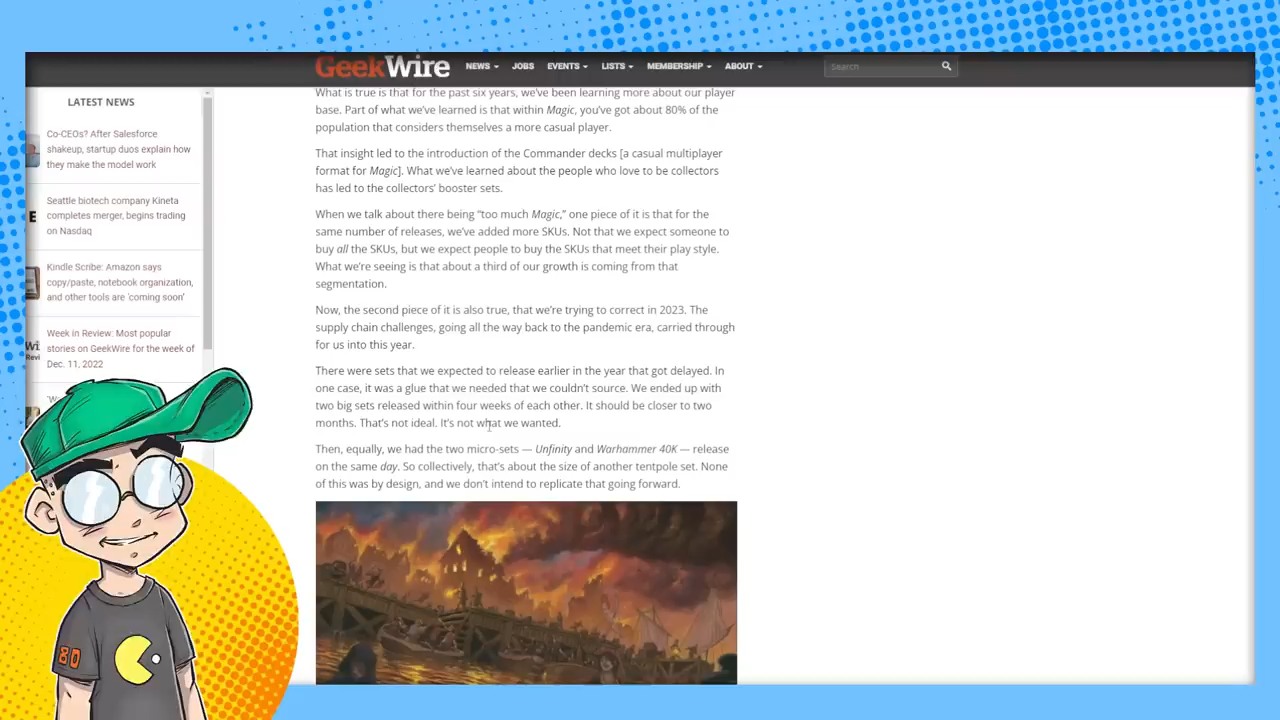 GeekWire
NEWS
JOBS
EVENTS
LISTS
MEMBERSHIP
ABOUT
Search
LATEST NEWS
Co-CEOs? After Salesforce
shakeup, startup duos explain how
they make the model work
Seattle biotech company Kineta
completes merger, begins trading
on Nasdaq
Kindle Scribe: Amazon says
copy/paste, notebook organization,
and other tools are 'coming soon'
Week in Review: Most popular
stories on GeekWire for the week of
Dec. 11, 2022
What is true is that for the past six years, we've been learning more about our player
base. Part of what we've learned is that within Magic, you've got about 80% of the
population that considers themselves a more casual player.
That insight led to the introduction of the Commander decks [a casual multiplayer
format for Magic]. What we've learned about the people who love to be collectors
has led to the collectors' booster sets.
When we talk about there being "too much Magic," one piece of it is that for the
same number of releases, we've added more SKUs. Not that we expect someone to
buy all the SKUs, but we expect people to buy the SKUs that meet their play style.
What we're seeing is that about a third of our growth is coming from that
segmentation.
Now, the second piece of it is also true, that we're trying to correct in 2023. The
supply chain challenges, going all the way back to the pandemic era, carried through
for us into this year.
There were sets that we expected to release earlier in the year that got delayed. In
one case, it was a glue that we needed that we couldn't source. We ended up with
two big sets released within four weeks of each other. It should be closer to two
months. That's not ideal. It's not what we wanted.
Then, equally, we had the two micro-sets — Unfinity and Warhammer 40K — release
on the same day. So collectively, that's about the size of another tentpole set. None
of this was by design, and we don't intend to replicate that going forward.
80